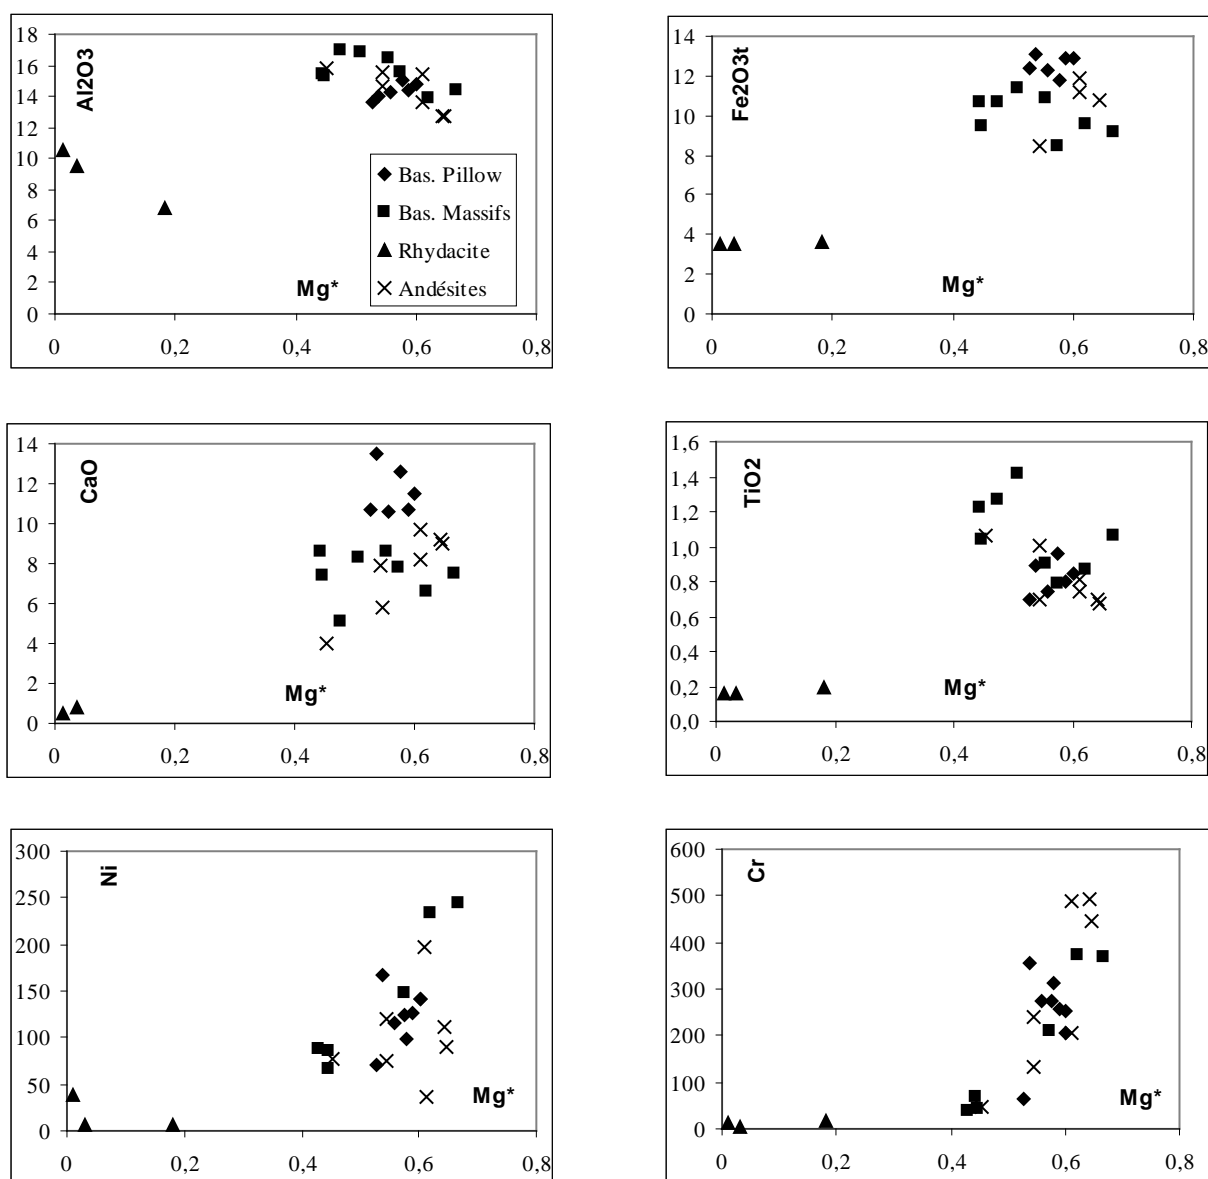 18
16
14
12
10
8
6
4
2
0
Al2O3
Bas. Pillow
Bas. Massifs
Rhydacite
Andésites
Mg*
0 0,2 0,4 0,6 0,8
14
12
10
8
6
4
2
0
Fe2O3t
Mg*
0 0,2 0,4 0,6 0,8
14
12
10
8
6
4
2
0
CaO
Mg*
0 0,2 0,4 0,6 0,8
1,6
1,4
1,2
1,0
0,8
0,6
0,4
0,2
0,0
TiO2
Mg*
0 0,2 0,4 0,6 0,8
300
250
200
150
100
50
0
Ni
Mg*
0 0,2 0,4 0,6 0,8
600
500
400
300
200
100
0
Cr
Mg*
0 0,2 0,4 0,6 0,8